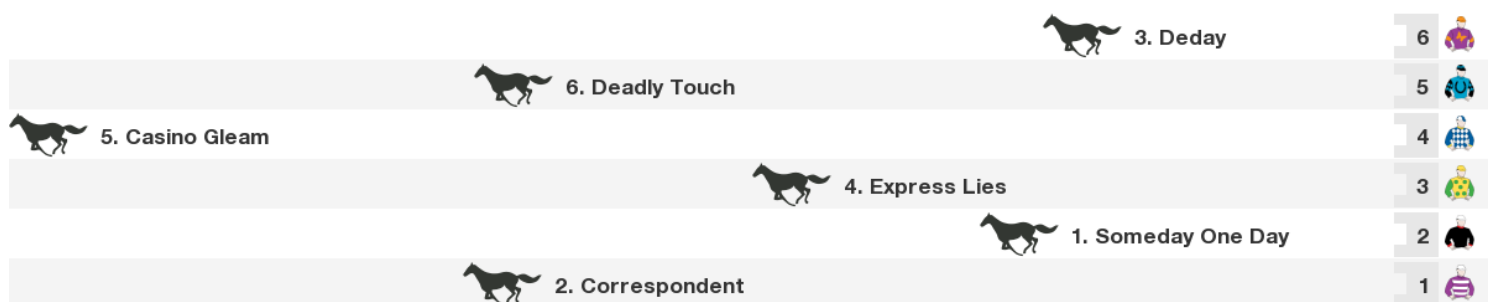 3. Deday 6
6. Deadly Touch 5
5. Casino Gleam 4
4. Express Lies 3
1. Someday One Day 2
2. Correspondent 1